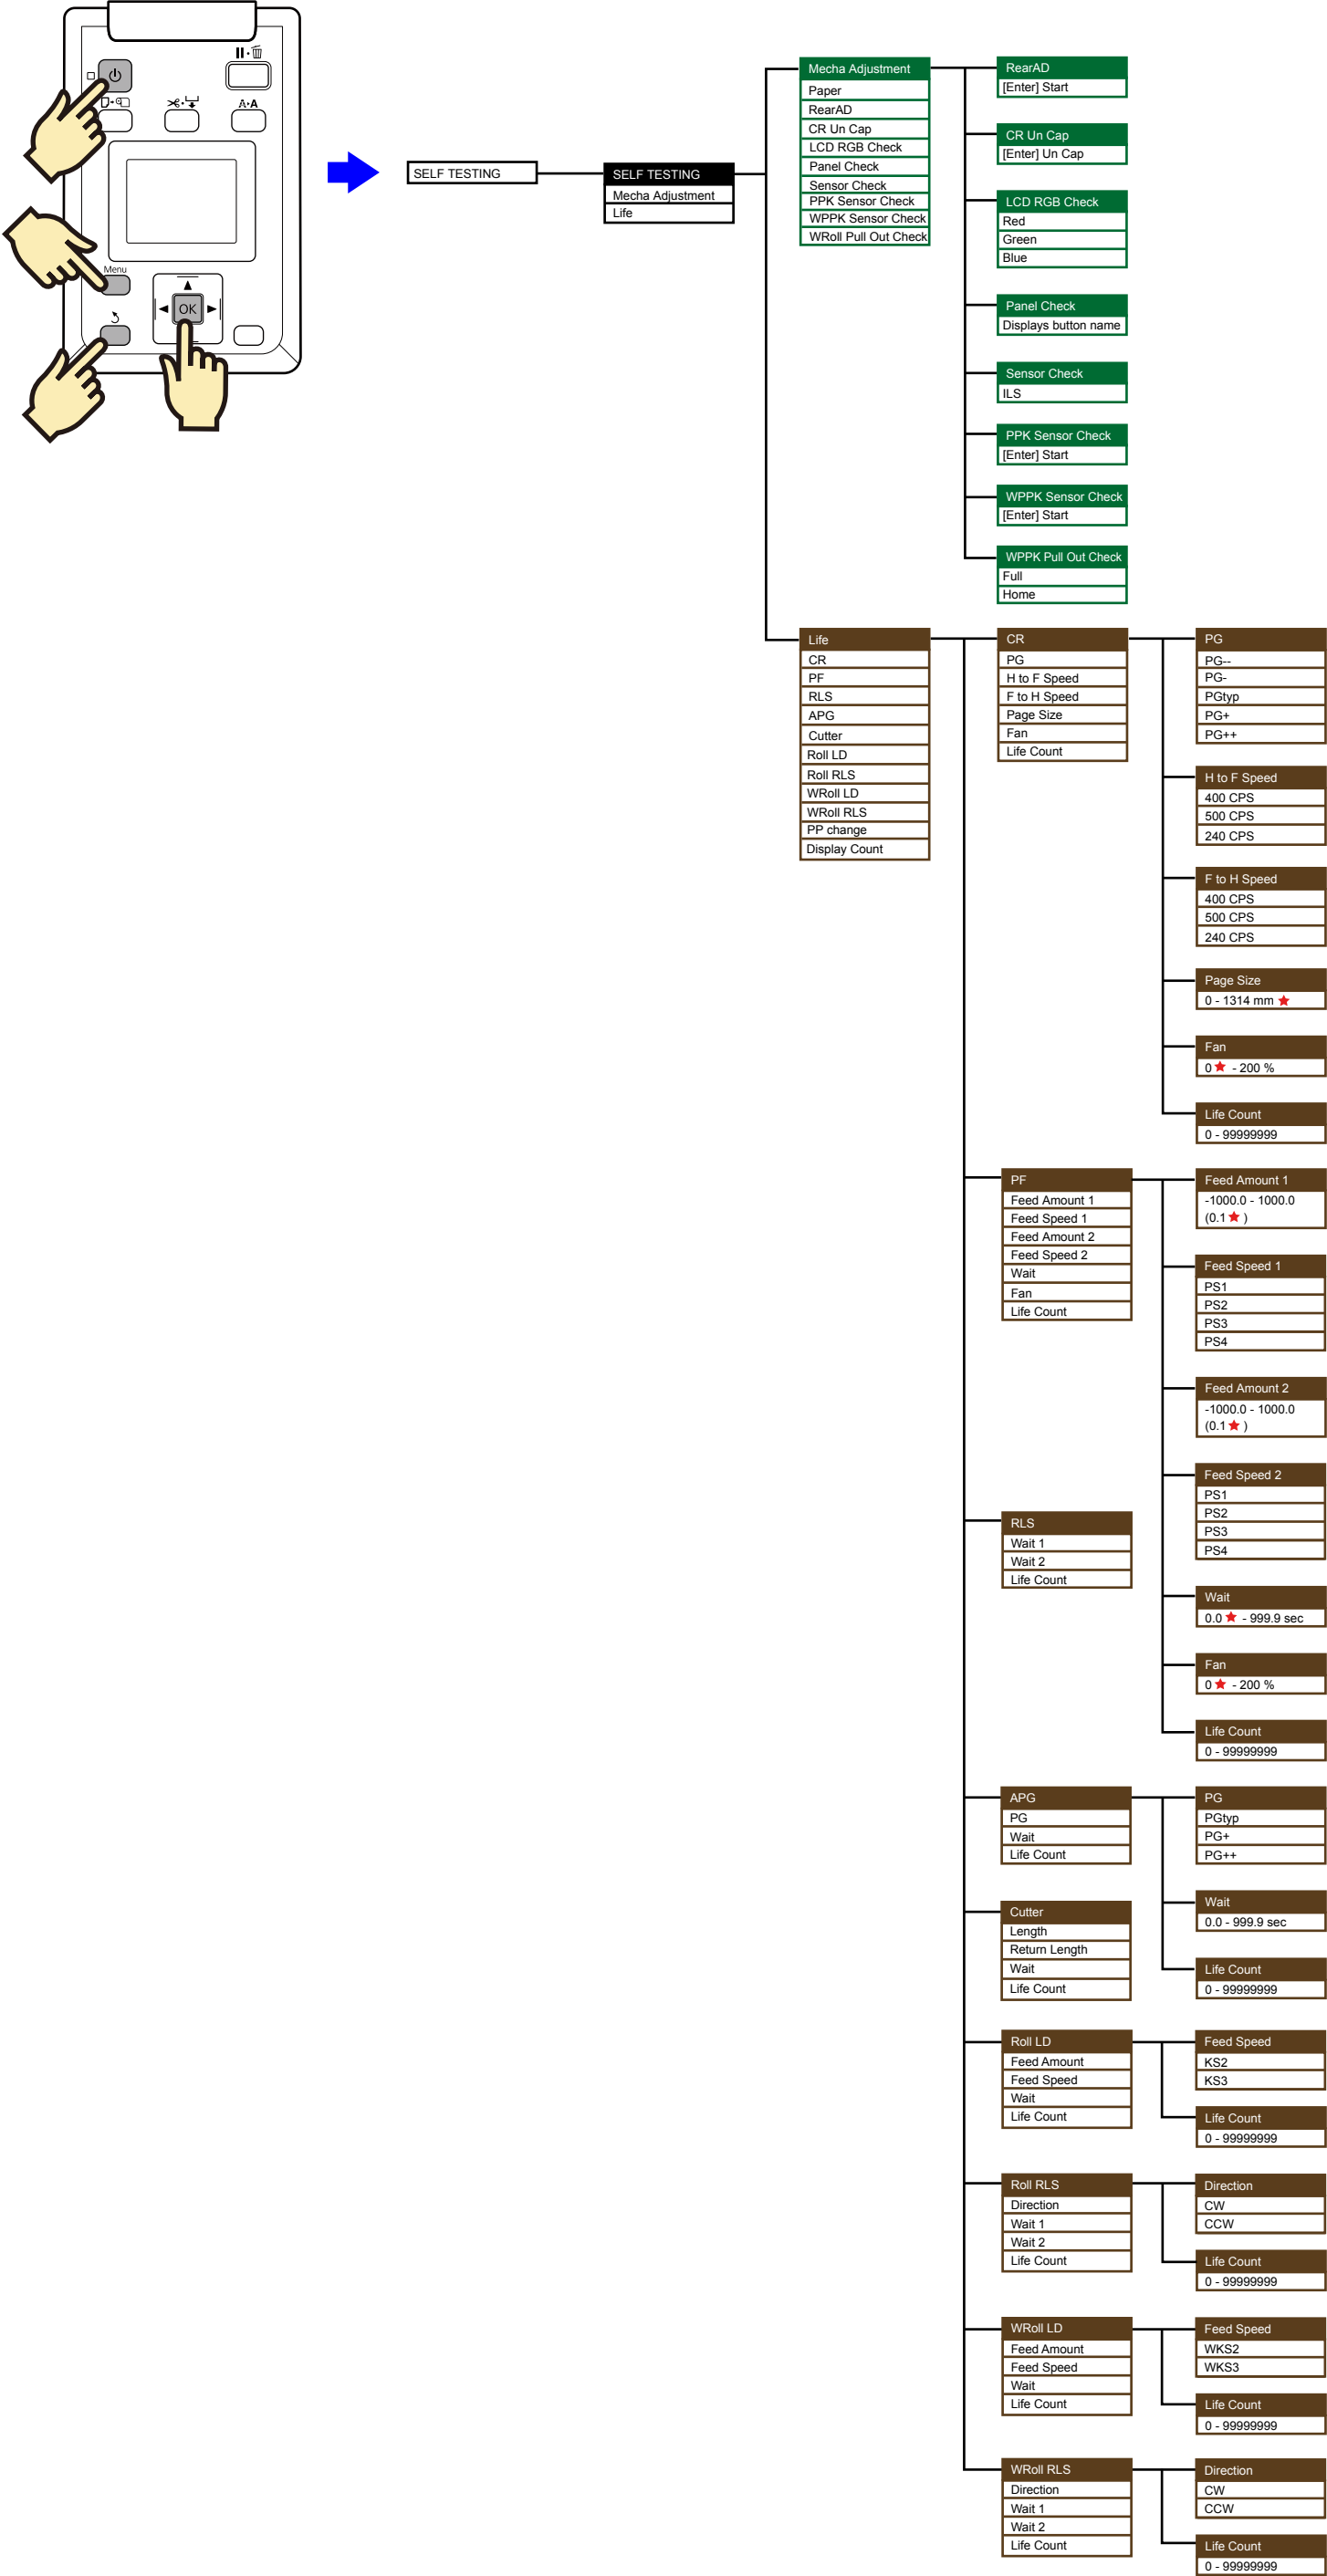 A▸A
Menu
OK
SELF TESTING
SELF TESTING
Mecha Adjustment
Life
Mecha Adjustment
Paper
RearAD
CR Un Cap
LCD RGB Check
Panel Check
Sensor Check
PPK Sensor Check
WPPK Sensor Check
WRoll Pull Out Check
RearAD
[Enter] Start
CR Un Cap
[Enter] Un Cap
LCD RGB Check
Red
Green
Blue
Panel Check
Displays button name
Sensor Check
ILS
PPK Sensor Check
[Enter] Start
WPPK Sensor Check
[Enter] Start
WPPK Pull Out Check
Full
Home
Life
CR
PF
RLS
APG
Cutter
Roll LD
Roll RLS
WRoll LD
WRoll RLS
PP change
Display Count
CR
PG
H to F Speed
F to H Speed
Page Size
Fan
Life Count
PG
PG--
PG-
PGtyp
PG+
PG++
H to F Speed
400 CPS
500 CPS
240 CPS
F to H Speed
400 CPS
500 CPS
240 CPS
Page Size
0 - 1314 mm ★
Fan
0 ★ - 200 %
Life Count
0 - 99999999
PF
Feed Amount 1
Feed Speed 1
Feed Amount 2
Feed Speed 2
Wait
Fan
Life Count
Feed Amount 1
-1000.0 - 1000.0
(0.1 ★ )
Feed Speed 1
PS1
PS2
PS3
PS4
Feed Amount 2
-1000.0 - 1000.0
(0.1 ★ )
Feed Speed 2
PS1
PS2
PS3
PS4
Wait
0.0 ★ - 999.9 sec
Fan
0 ★ - 200 %
Life Count
0 - 99999999
RLS
Wait 1
Wait 2
Life Count
APG
PG
Wait
Life Count
PG
PGtyp
PG+
PG++
Wait
0.0 - 999.9 sec
Life Count
0 - 99999999
Cutter
Length
Return Length
Wait
Life Count
Roll LD
Feed Amount
Feed Speed
Wait
Life Count
Feed Speed
KS2
KS3
Life Count
0 - 99999999
Roll RLS
Direction
Wait 1
Wait 2
Life Count
Direction
CW
CCW
Life Count
0 - 99999999
WRoll LD
Feed Amount
Feed Speed
Wait
Life Count
Feed Speed
WKS2
WKS3
Life Count
0 - 99999999
WRoll RLS
Direction
Wait 1
Wait 2
Life Count
Direction
CW
CCW
Life Count
0 - 99999999